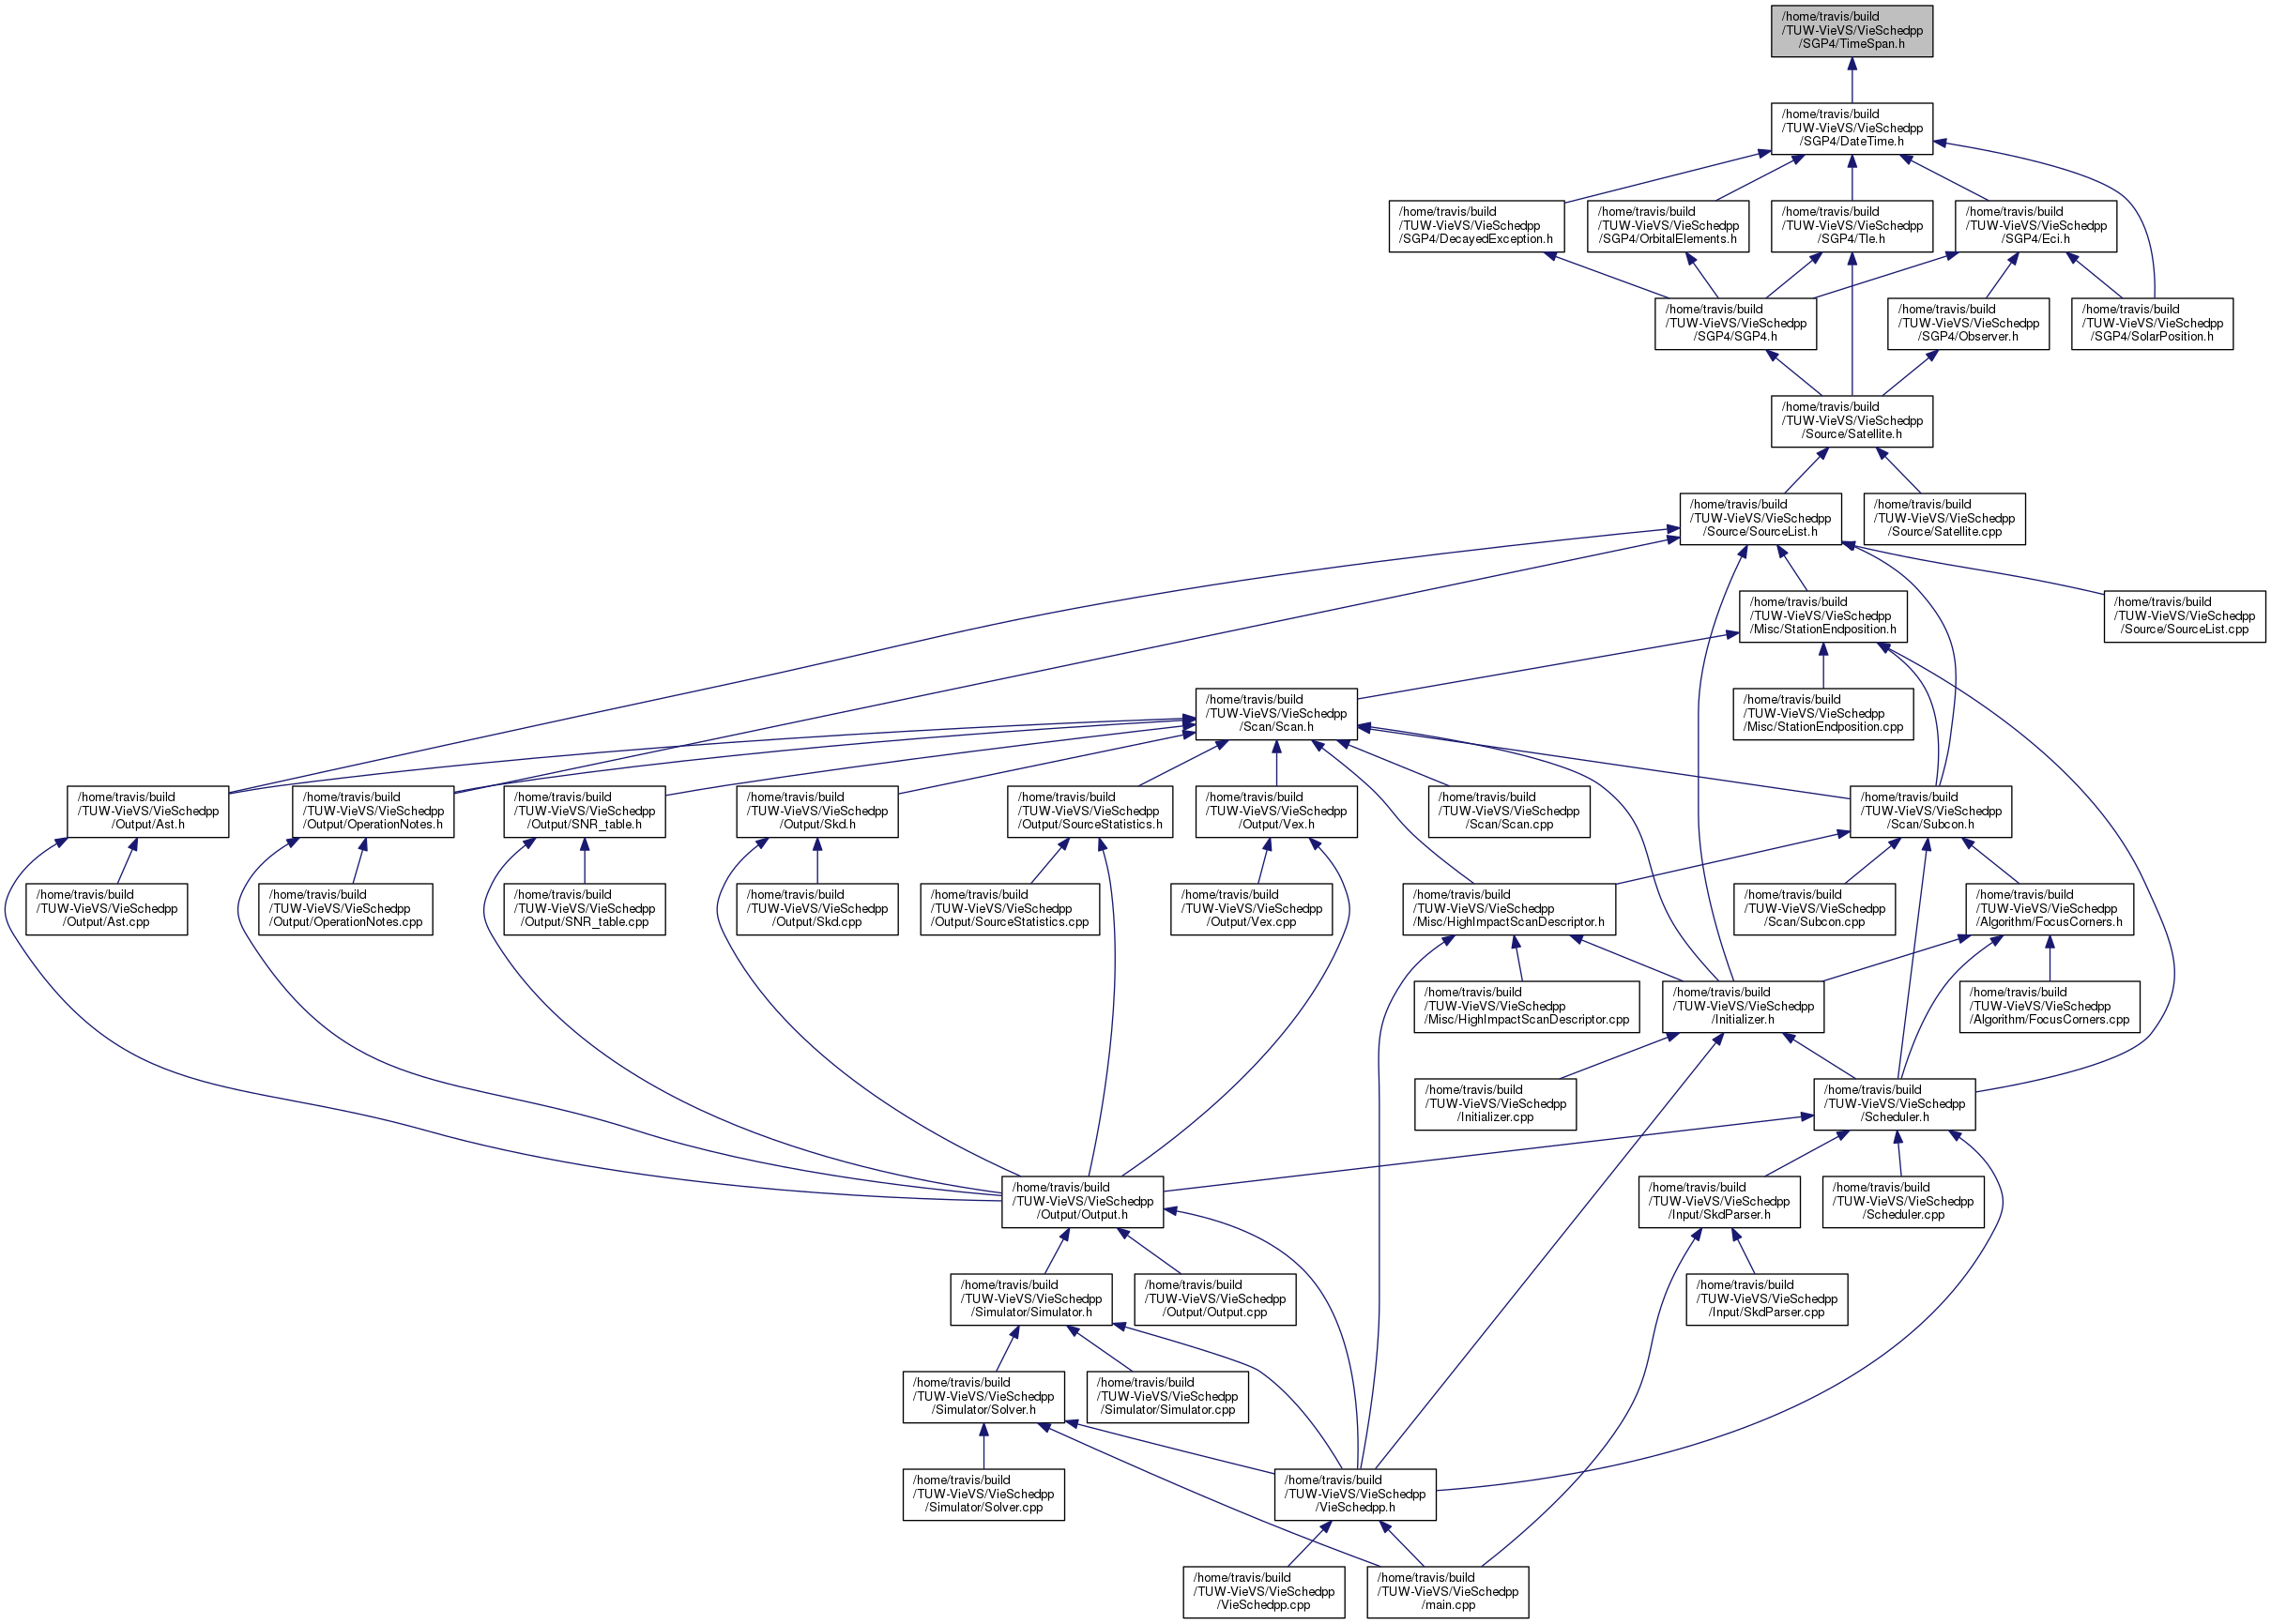 /home/travis/build
/TUW-VieVS/VieSchedpp
/SGP4/TimeSpan.h
/home/travis/build
/TUW-VieVS/VieSchedpp
/SGP4/DateTime.h
/home/travis/build
/TUW-VieVS/VieSchedpp
/SGP4/DecayedException.h
/home/travis/build
/TUW-VieVS/VieSchedpp
/SGP4/OrbitalElements.h
/home/travis/build
/TUW-VieVS/VieSchedpp
/SGP4/Tle.h
/home/travis/build
/TUW-VieVS/VieSchedpp
/SGP4/Eci.h
/home/travis/build
/TUW-VieVS/VieSchedpp
/SGP4/SGP4.h
/home/travis/build
/TUW-VieVS/VieSchedpp
/SGP4/Observer.h
/home/travis/build
/TUW-VieVS/VieSchedpp
/SGP4/SolarPosition.h
/home/travis/build
/TUW-VieVS/VieSchedpp
/Source/Satellite.h
/home/travis/build
/TUW-VieVS/VieSchedpp
/Source/SourceList.h
/home/travis/build
/TUW-VieVS/VieSchedpp
/Source/Satellite.cpp
/home/travis/build
/TUW-VieVS/VieSchedpp
/Misc/StationEndposition.h
/home/travis/build
/TUW-VieVS/VieSchedpp
/Source/SourceList.cpp
/home/travis/build
/TUW-VieVS/VieSchedpp
/Scan/Scan.h
/home/travis/build
/TUW-VieVS/VieSchedpp
/Misc/StationEndposition.cpp
/home/travis/build
/TUW-VieVS/VieSchedpp
/Output/Ast.h
/home/travis/build
/TUW-VieVS/VieSchedpp
/Output/OperationNotes.h
/home/travis/build
/TUW-VieVS/VieSchedpp
/Output/SNR_table.h
/home/travis/build
/TUW-VieVS/VieSchedpp
/Output/Skd.h
/home/travis/build
/TUW-VieVS/VieSchedpp
/Output/SourceStatistics.h
/home/travis/build
/TUW-VieVS/VieSchedpp
/Output/Vex.h
/home/travis/build
/TUW-VieVS/VieSchedpp
/Scan/Scan.cpp
/home/travis/build
/TUW-VieVS/VieSchedpp
/Scan/Subcon.h
/home/travis/build
/TUW-VieVS/VieSchedpp
/Output/Ast.cpp
/home/travis/build
/TUW-VieVS/VieSchedpp
/Output/OperationNotes.cpp
/home/travis/build
/TUW-VieVS/VieSchedpp
/Output/SNR_table.cpp
/home/travis/build
/TUW-VieVS/VieSchedpp
/Output/Skd.cpp
/home/travis/build
/TUW-VieVS/VieSchedpp
/Output/SourceStatistics.cpp
/home/travis/build
/TUW-VieVS/VieSchedpp
/Output/Vex.cpp
/home/travis/build
/TUW-VieVS/VieSchedpp
/Misc/HighImpactScanDescriptor.h
/home/travis/build
/TUW-VieVS/VieSchedpp
/Scan/Subcon.cpp
/home/travis/build
/TUW-VieVS/VieSchedpp
/Algorithm/FocusCorners.h
/home/travis/build
/TUW-VieVS/VieSchedpp
/Misc/HighImpactScanDescriptor.cpp
/home/travis/build
/TUW-VieVS/VieSchedpp
/Initializer.h
/home/travis/build
/TUW-VieVS/VieSchedpp
/Algorithm/FocusCorners.cpp
/home/travis/build
/TUW-VieVS/VieSchedpp
/Initializer.cpp
/home/travis/build
/TUW-VieVS/VieSchedpp
/Scheduler.h
/home/travis/build
/TUW-VieVS/VieSchedpp
/Output/Output.h
/home/travis/build
/TUW-VieVS/VieSchedpp
/Input/SkdParser.h
/home/travis/build
/TUW-VieVS/VieSchedpp
/Scheduler.cpp
/home/travis/build
/TUW-VieVS/VieSchedpp
/Simulator/Simulator.h
/home/travis/build
/TUW-VieVS/VieSchedpp
/Output/Output.cpp
/home/travis/build
/TUW-VieVS/VieSchedpp
/Input/SkdParser.cpp
/home/travis/build
/TUW-VieVS/VieSchedpp
/Simulator/Solver.h
/home/travis/build
/TUW-VieVS/VieSchedpp
/Simulator/Simulator.cpp
/home/travis/build
/TUW-VieVS/VieSchedpp
/Simulator/Solver.cpp
/home/travis/build
/TUW-VieVS/VieSchedpp
/VieSchedpp.h
/home/travis/build
/TUW-VieVS/VieSchedpp
/VieSchedpp.cpp
/home/travis/build
/TUW-VieVS/VieSchedpp
/main.cpp